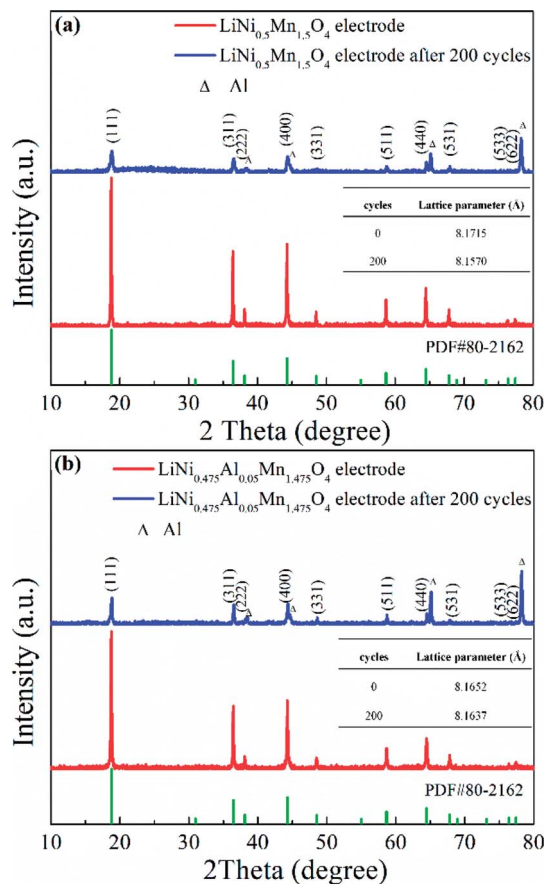 (a)
LiNi0.5Mn1.5O4 electrode
LiNi0.5Mn1.5O4 electrode after 200 cycles
Δ Al
(111)
(311)
(222)
Δ
(400)
Δ
(331)
(511)
(440)
Δ
(531)
(533)
(622)
Δ
cycles Lattice parameter (Å)
0 8.1715
200 8.1570
PDF#80-2162
Intensity (a.u.)
10 20 30 40 50 60 70 80
2 Theta (degree)
(b)
LiNi0.475Al0.05Mn1.475O4 electrode
LiNi0.475Al0.05Mn1.475O4 electrode after 200 cycles
Δ Al
(111)
(311)
(222)
Δ
(400)
Δ
(331)
(511)
(440)
Δ
(531)
(533)
(622)
Δ
cycles Lattice parameter (Å)
0 8.1652
200 8.1637
PDF#80-2162
Intensity (a.u.)
10 20 30 40 50 60 70 80
2Theta (degree)